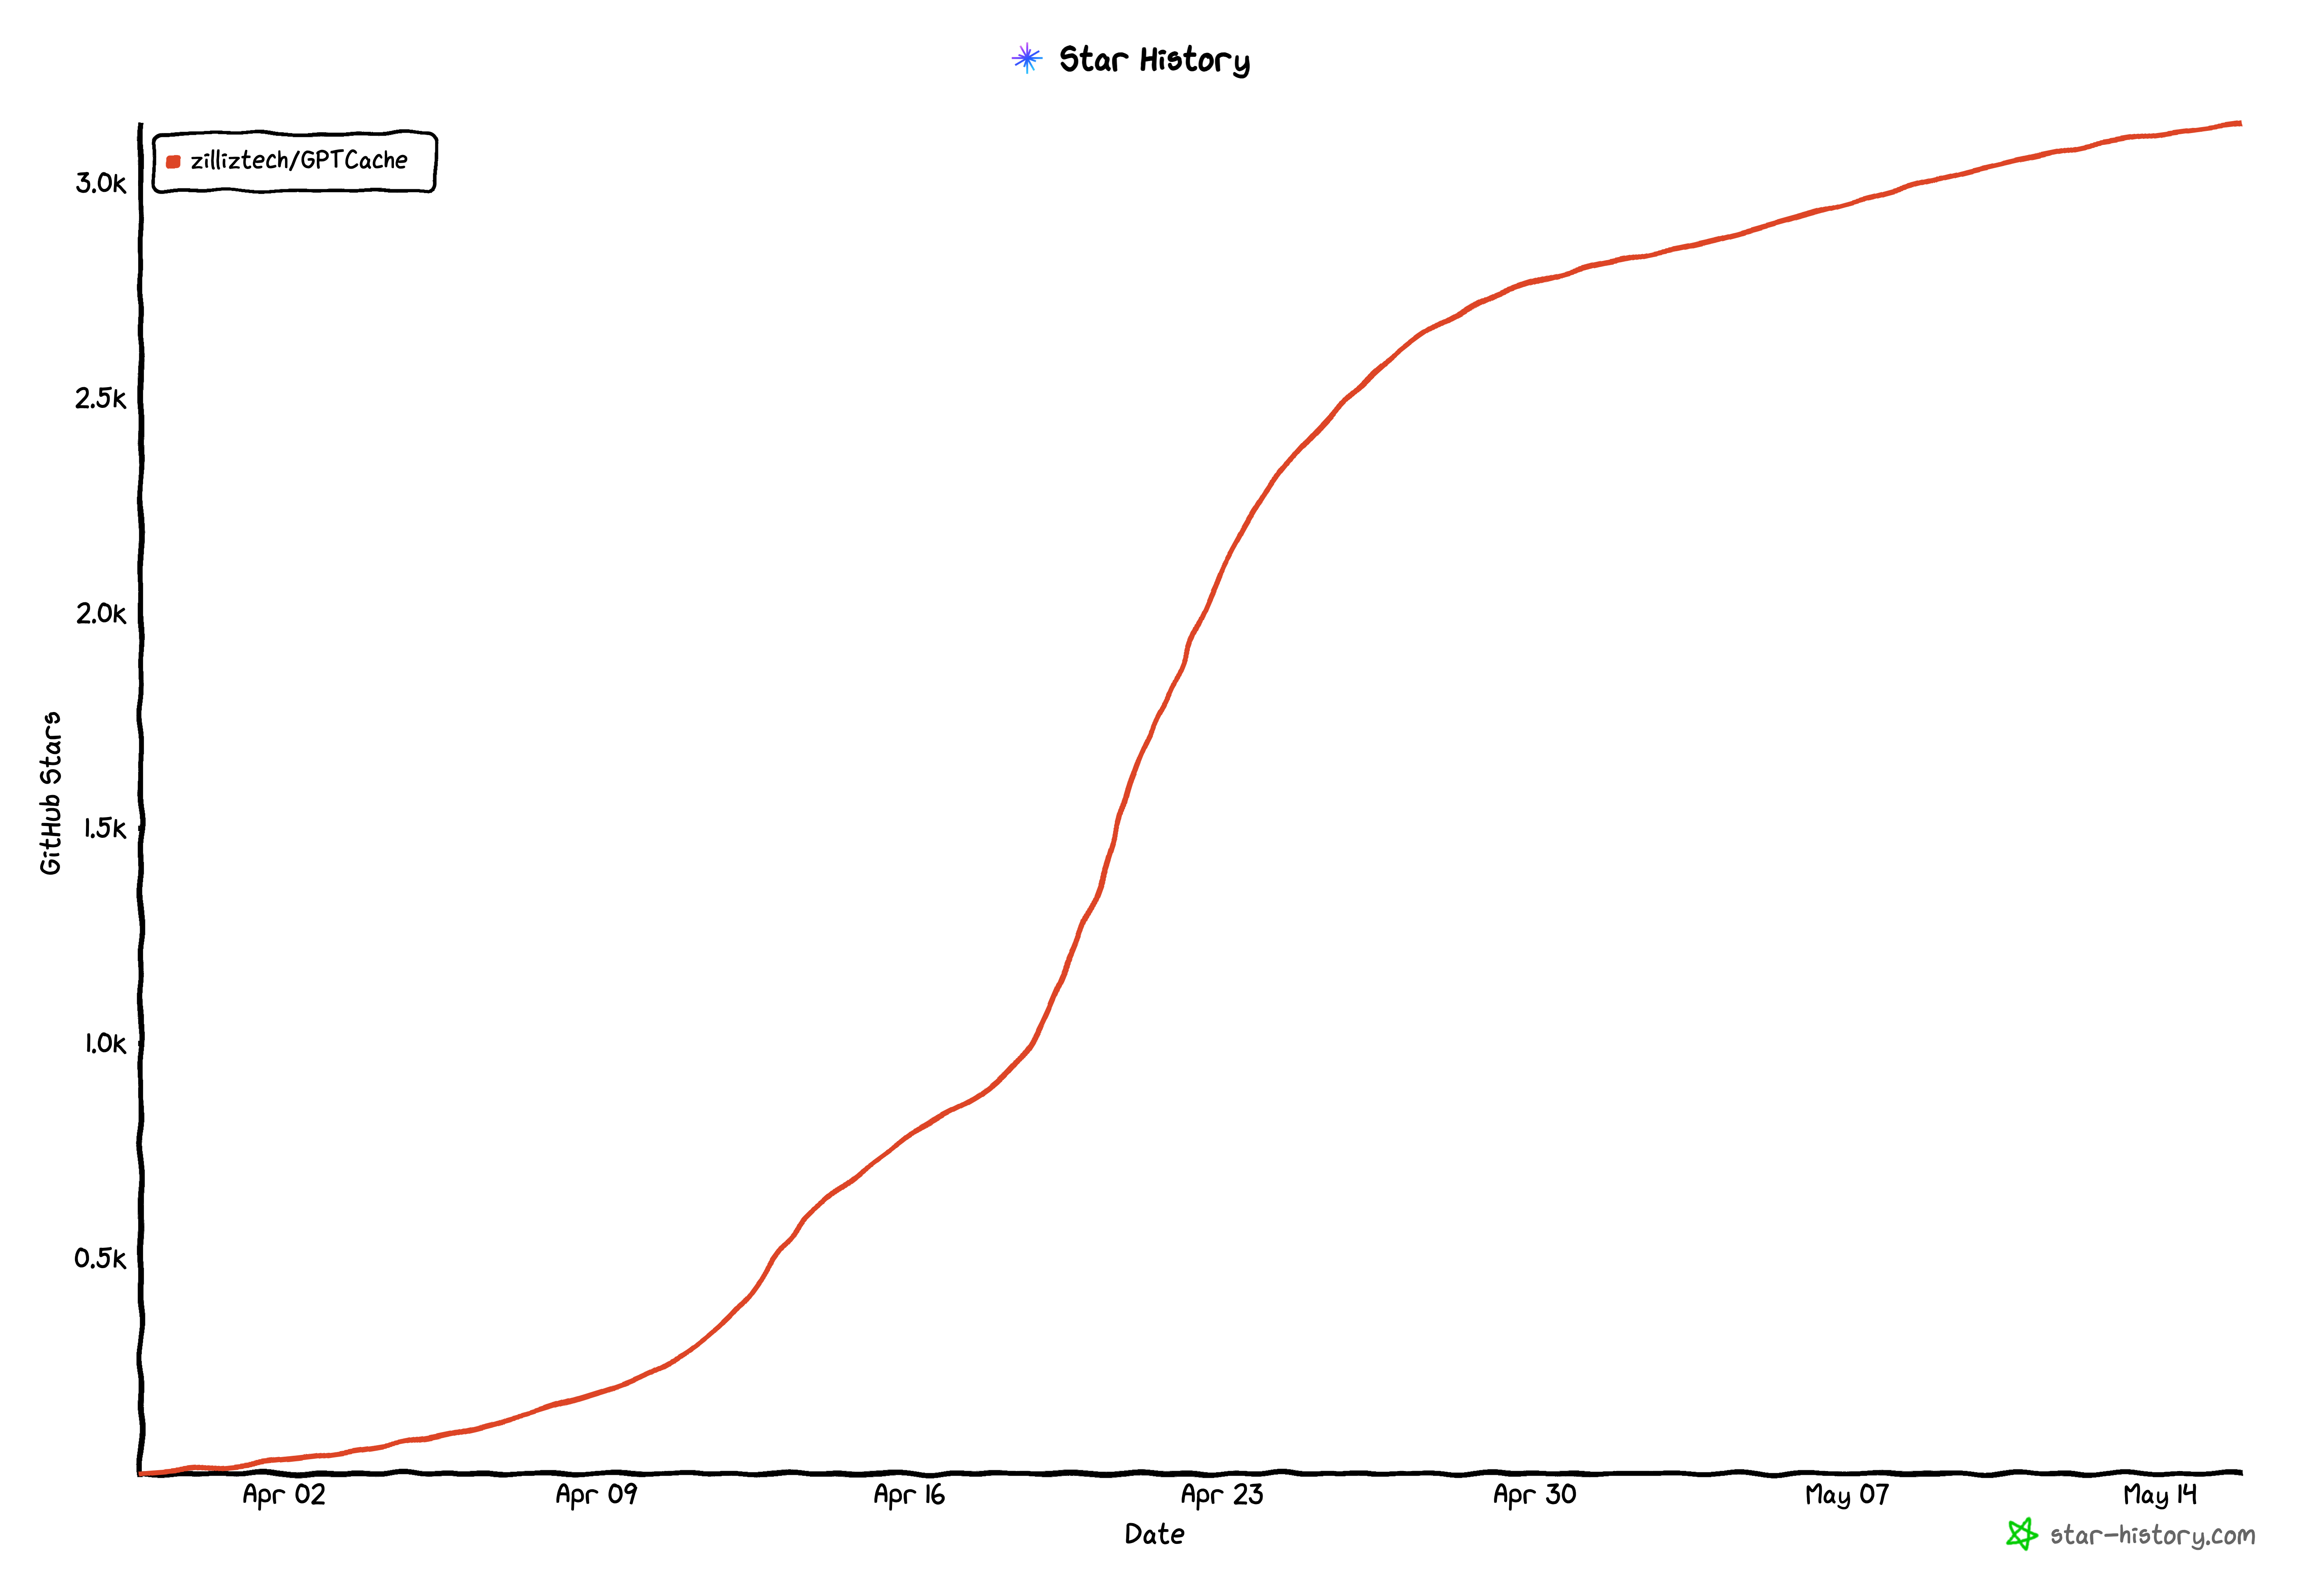 Star History
zilliztech/GPTCache
3.0k
2.5k
2.0k
1.5k
1.0k
0.5k
GitHub Stars
Apr 02
Apr 09
Apr 16
Apr 23
Apr 30
May 07
May 14
Date
star-history.com